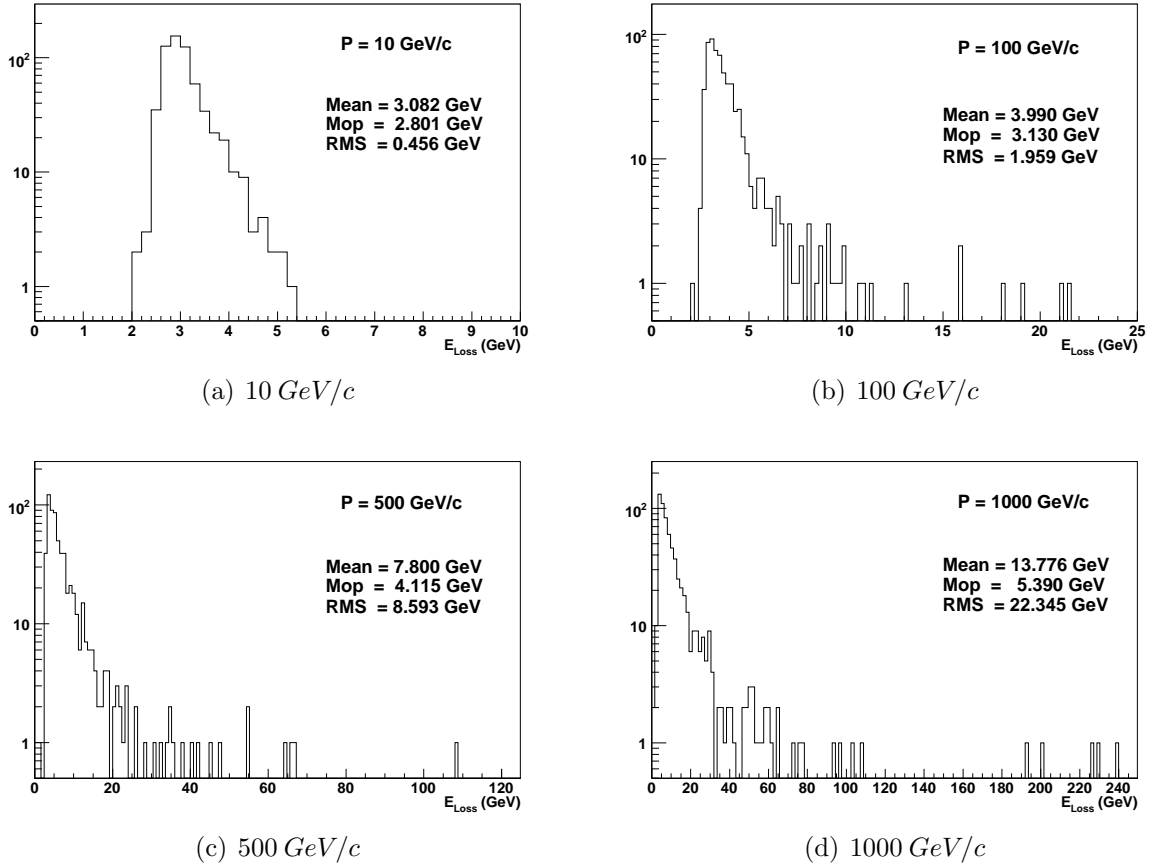 P = 10 GeV/c
Mean = 3.082 GeV
Mop = 2.801 GeV
RMS = 0.456 GeV
10²
10
1
0 1 2 3 4 5 6 7 8 9 10
E_Loss (GeV)
(a) 10 GeV/c
P = 100 GeV/c
Mean = 3.990 GeV
Mop = 3.130 GeV
RMS = 1.959 GeV
10²
10
1
0 5 10 15 20 25
E_Loss (GeV)
(b) 100 GeV/c
P = 500 GeV/c
Mean = 7.800 GeV
Mop = 4.115 GeV
RMS = 8.593 GeV
10²
10
1
0 20 40 60 80 100 120
E_Loss (GeV)
(c) 500 GeV/c
P = 1000 GeV/c
Mean = 13.776 GeV
Mop = 5.390 GeV
RMS = 22.345 GeV
10²
10
1
0 20 40 60 80 100 120 140 160 180 200 220 240
E_Loss (GeV)
(d) 1000 GeV/c